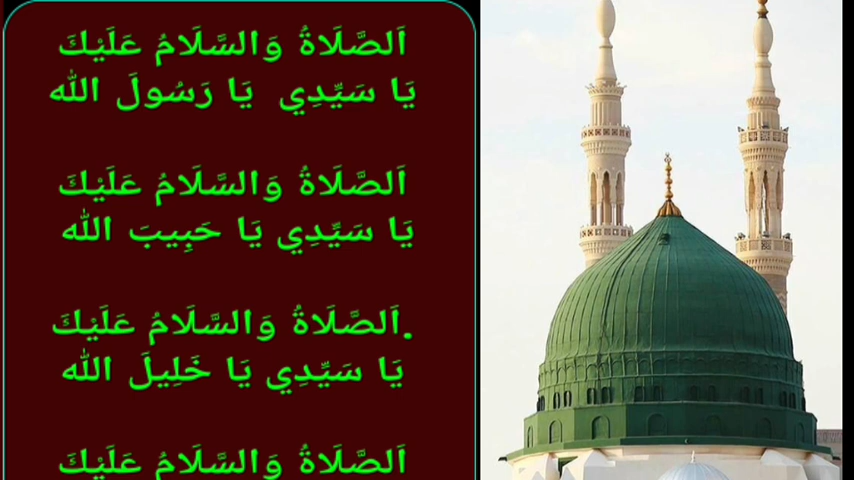 اَلصَّلَاةُ وَالسَّلَامُ عَلَيْكَ
يَا سَيِّدِي يَا رَسُولَ الله
اَلصَّلَاةُ وَالسَّلَامُ عَلَيْكَ
يَا سَيِّدِي يَا حَبِيبَ الله
.اَلصَّلَاةُ وَالسَّلَامُ عَلَيْكَ
يَا سَيِّدِي يَا خَلِيلَ الله
اَلصَّلَاةُ وَالسَّلَامُ عَلَيْكَ